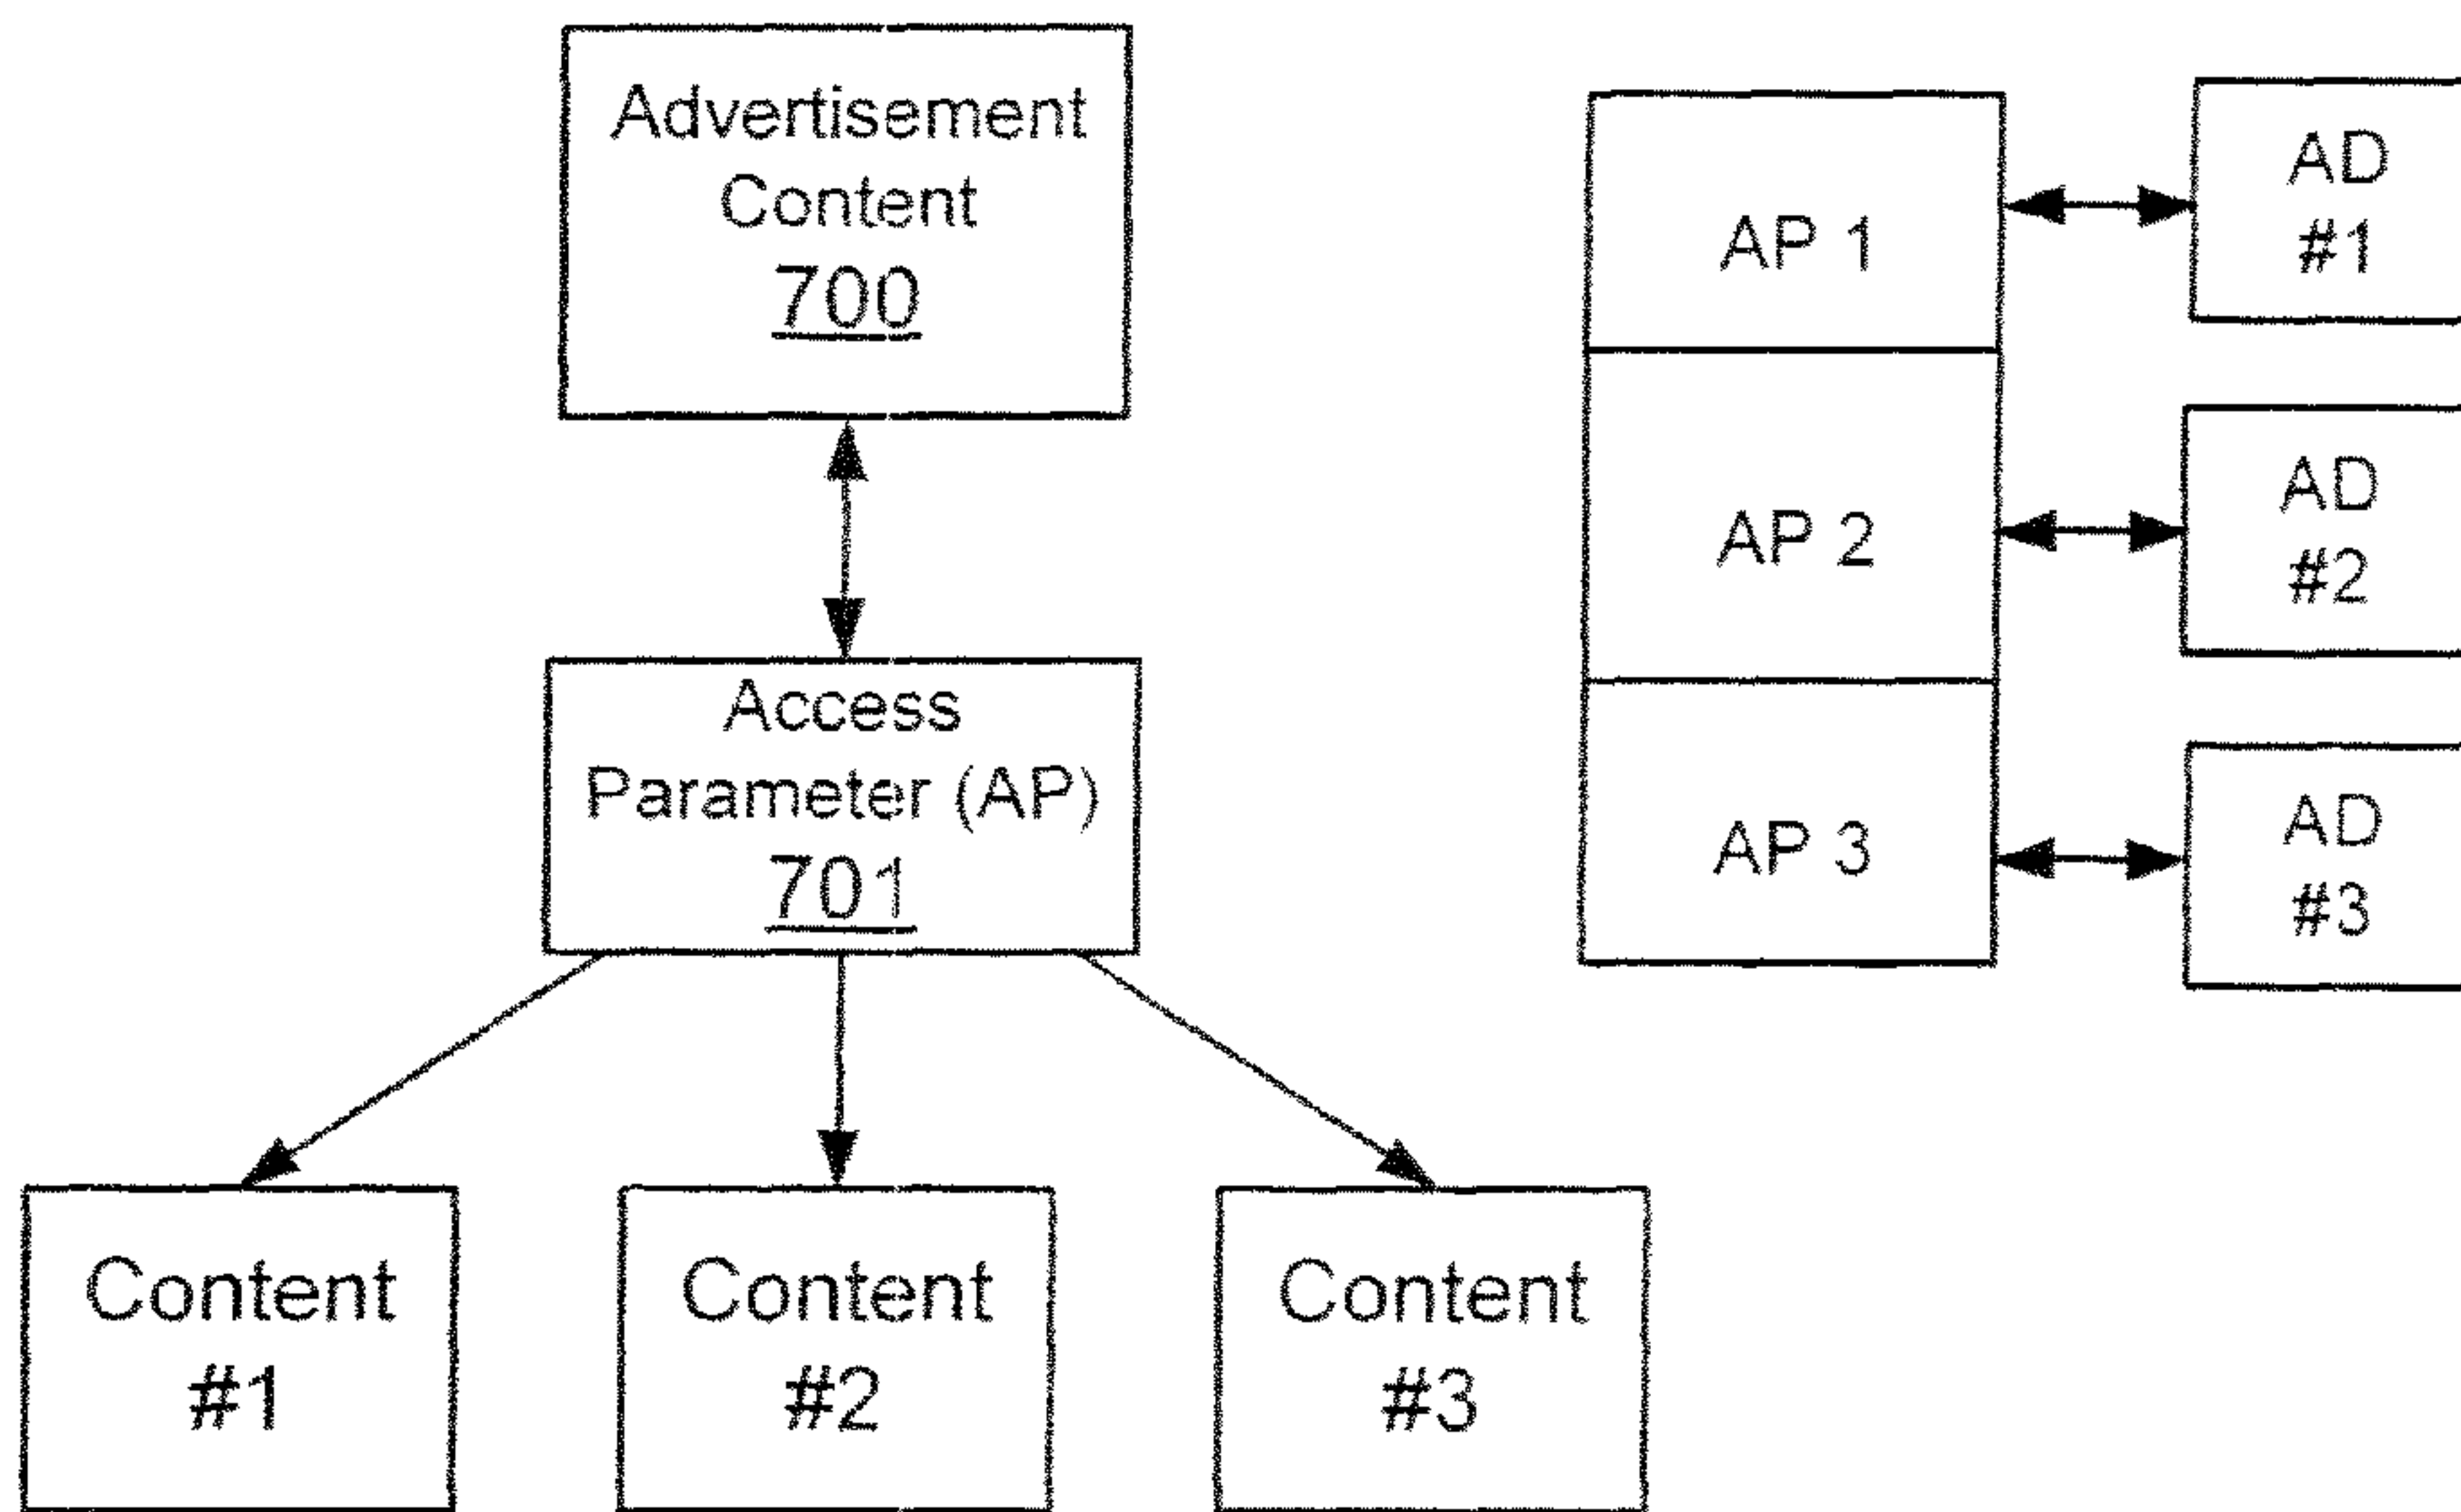 Advertisement
Content
700
Access
Parameter (AP)
701
Content
#1
Content
#2
Content
#3
AP 1
AD
#1
AP 2
AD
#2
AP 3
AD
#3